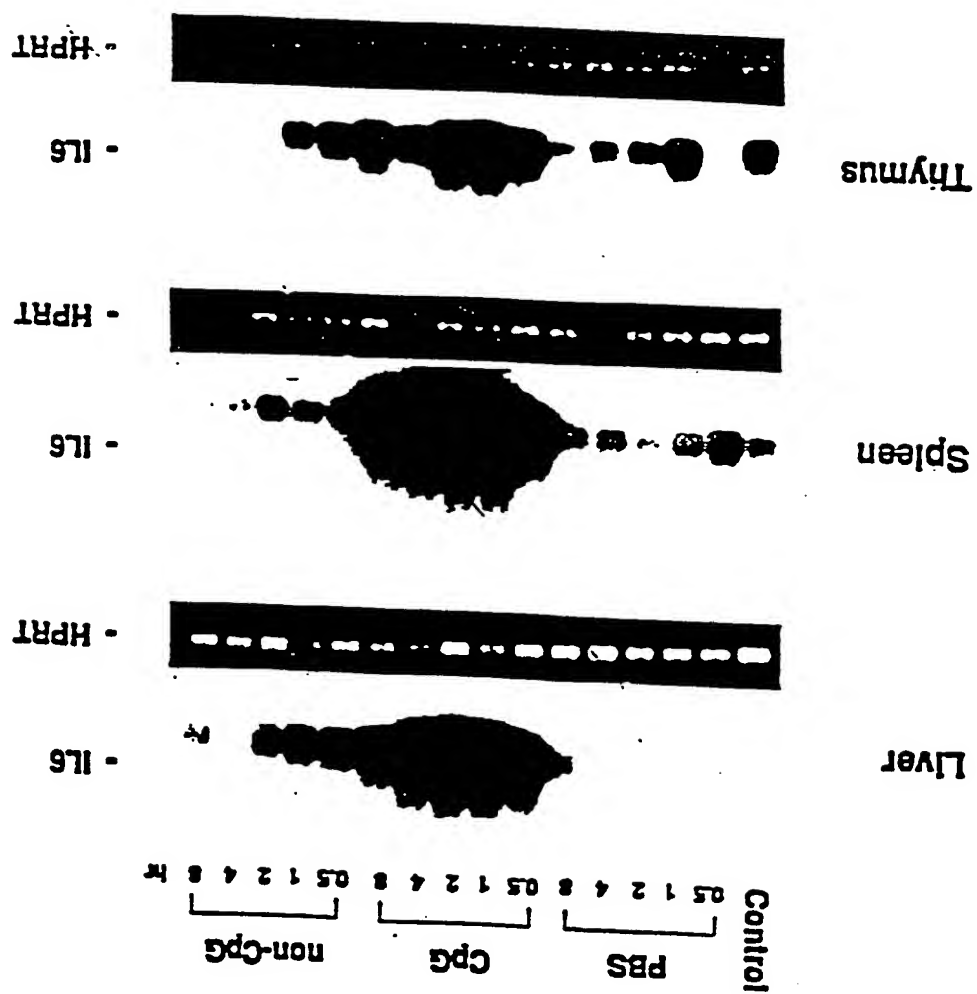 Control PBS CpG non-CpG
0.5 1 2 4 8 0.5 1 2 4 8 0.5 1 2 4 8 hr
Liver
- IL6
- HPRT
Spleen
- IL6
- HPRT
Thymus
- IL6
- HPRT